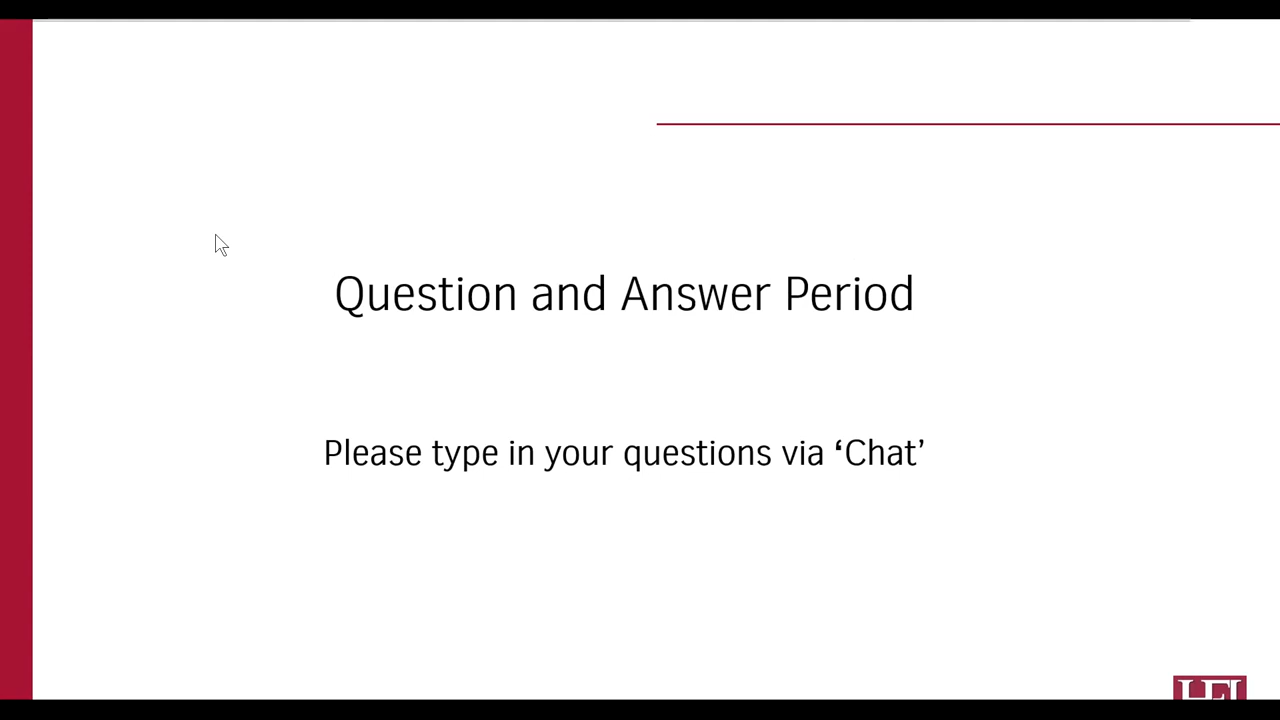 Question and Answer Period
Please type in your questions via ‘Chat’